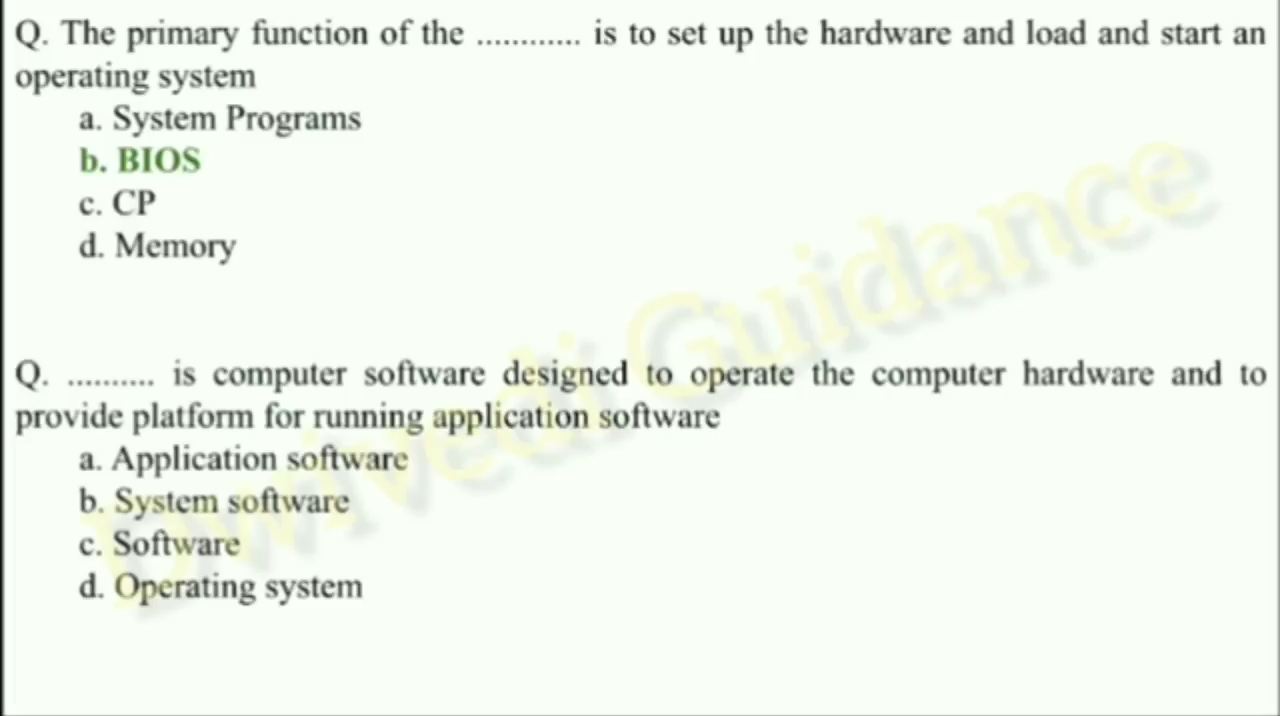 Q. The primary function of the ............ is to set up the hardware and load and start an
operating system
a. System Programs
b. BIOS
c. CP
d. Memory
Q. .......... is computer software designed to operate the computer hardware and to
provide platform for running application software
a. Application software
b. System software
c. Software
d. Operating system
Dwivedi Guidance